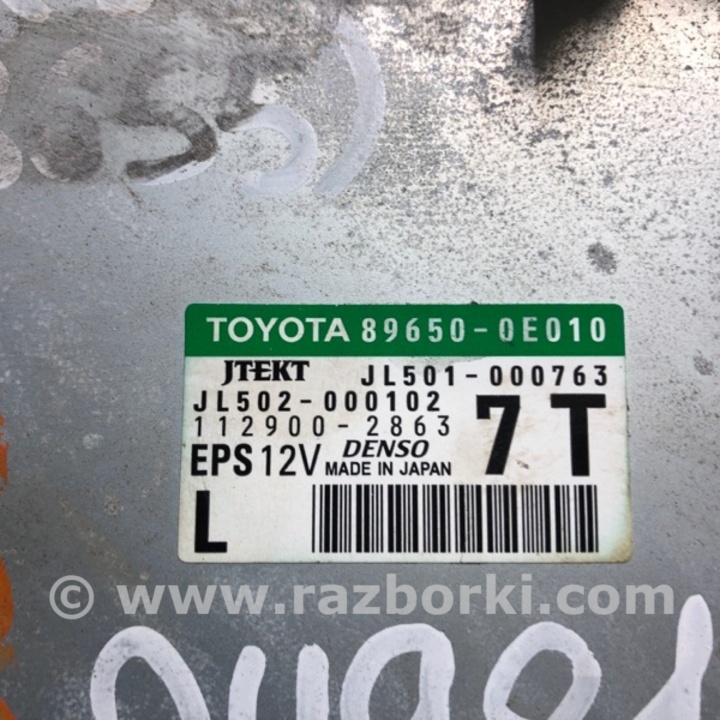 8655)
TOYOTA 89650-0E010
JTEKT JL501-000763
JL502-000102
112900-2863 7T
EPS 12V DENSO MADE IN JAPAN
L
© www.razborki.com